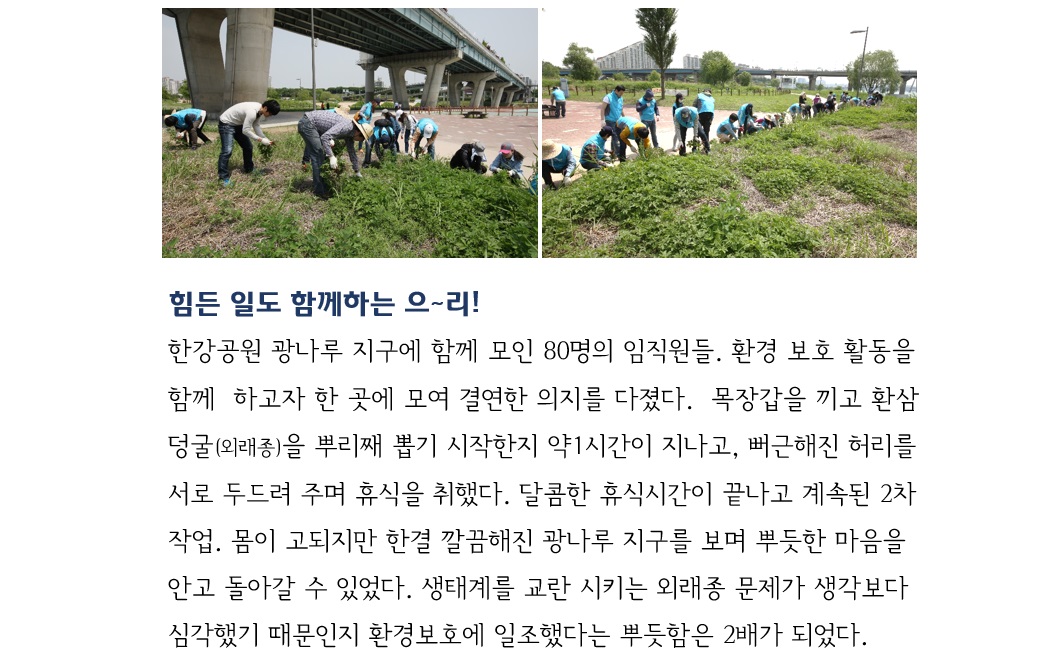 힘든 일도 함께하는 으~리!
한강공원 광나루 지구에 함께 모인 80명의 임직원들. 환경 보호 활동을
함께  하고자 한 곳에 모여 결연한 의지를 다졌다.  목장갑을 끼고 환삼
덩굴(외래종)을 뿌리째 뽑기 시작한지 약1시간이 지나고, 뻐근해진 허리를
서로 두드려 주며 휴식을 취했다. 달콤한 휴식시간이 끝나고 계속된 2차
작업. 몸이 고되지만 한결 깔끔해진 광나루 지구를 보며 뿌듯한 마음을
안고 돌아갈 수 있었다. 생태계를 교란 시키는 외래종 문제가 생각보다
심각했기 때문인지 환경보호에 일조했다는 뿌듯함은 2배가 되었다.